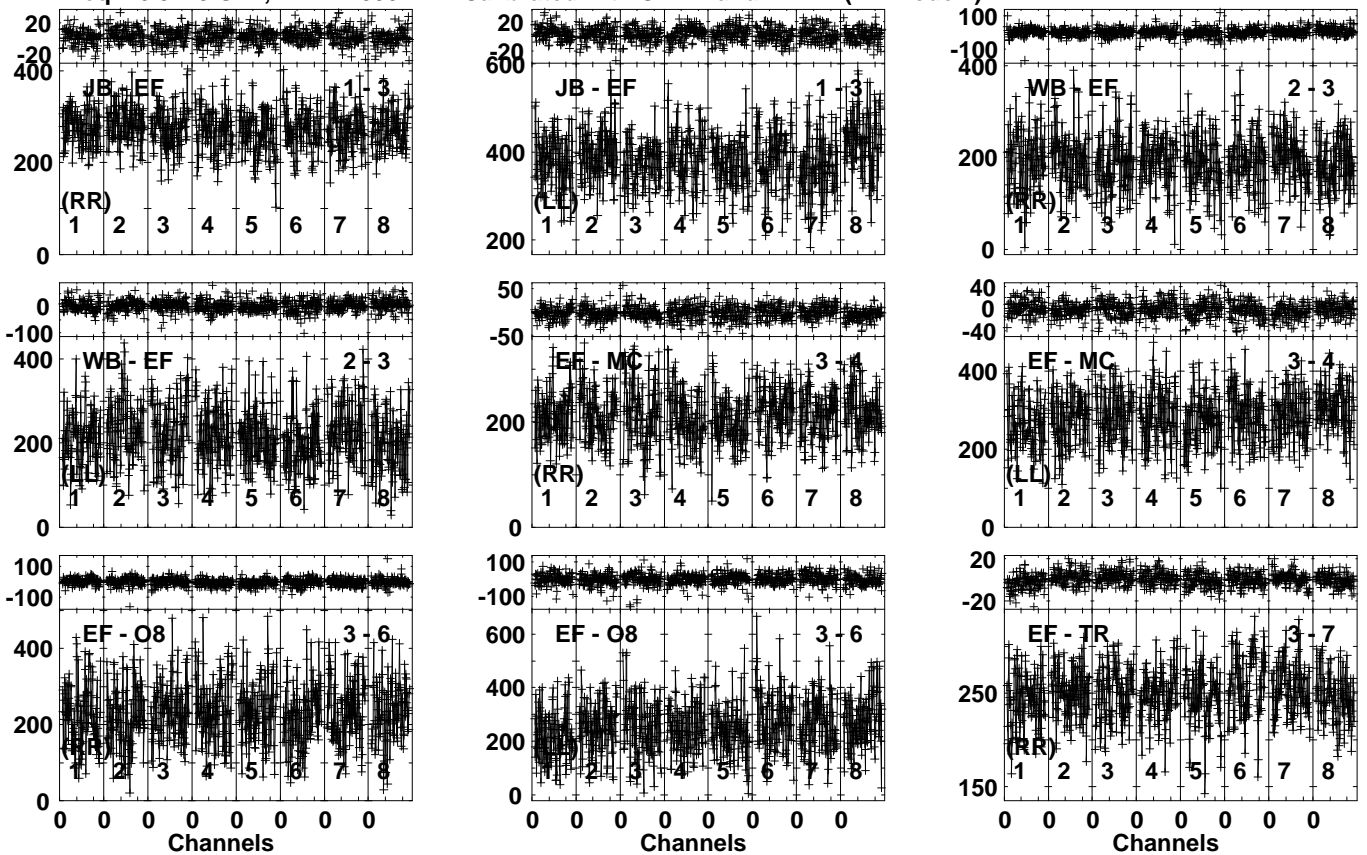 20 20 100
-20 -20 -100
400 600 400
JB - EF 1 - 3 JB - EF 1 - 3 WB - EF 2 - 3
200 400 200
(RR) (LL) (RR)
1 2 3 4 5 6 7 8 1 2 3 4 5 6 7 8 1 2 3 4 5 6 7 8
0 200 0
0 50 40
0
-100 -50 -40
400 400
WB - EF 2 - 3 EF - MC 3 - 4 EF - MC 3 - 4
200 200 200
(LL) (RR) (LL)
1 2 3 4 5 6 7 8 1 2 3 4 5 6 7 8 1 2 3 4 5 6 7 8
0 0 0
100 100 20
-100 -100 -20
EF - O8 3 - 6 EF - O8 3 - 6 EF - TR 3 - 7
400 600
400 250
200 200
(RR) (LL) (RR)
1 2 3 4 5 6 7 8 1 2 3 4 5 6 7 8 1 2 3 4 5 6 7 8
0 0 150
0 0 0 0 0 0 0 0 0 0 0 0 0 0 0 0 0 0 0 0 0 0 0 0
Channels Channels Channels